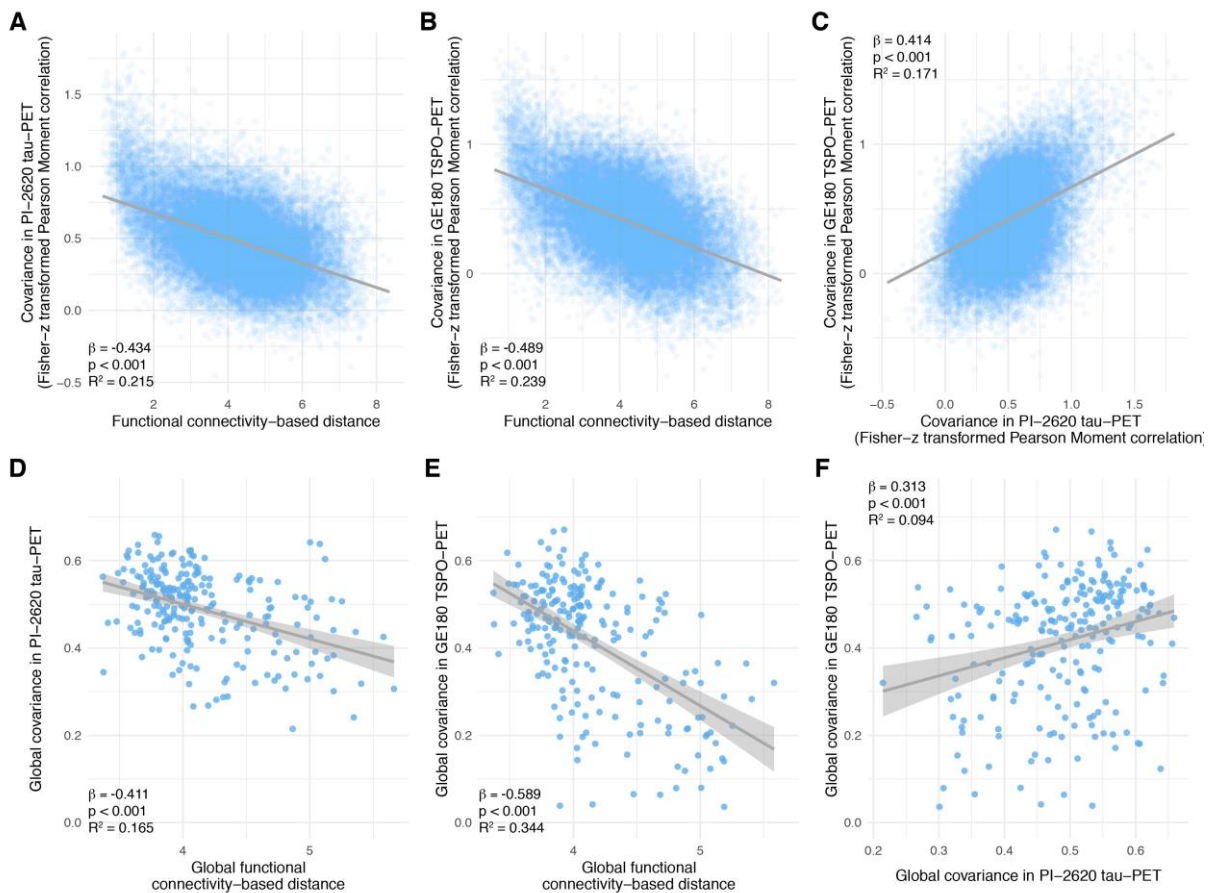 A
Covariance in PI−2620 tau−PET
(Fisher−z transformed Pearson Moment correlation)
1.5
1.0
0.5
0.0
−0.5
β = -0.434
p < 0.001
R² = 0.215
2
4
6
8
Functional connectivity−based distance
B
Covariance in GE180 TSPO−PET
(Fisher−z transformed Pearson Moment correlation)
1
0
β = -0.489
p < 0.001
R² = 0.239
2
4
6
8
Functional connectivity−based distance
C
Covariance in GE180 TSPO−PET
(Fisher−z transformed Pearson Moment correlation)
β = 0.414
p < 0.001
R² = 0.171
1
0
−0.5
0.0
0.5
1.0
1.5
Covariance in PI−2620 tau−PET
(Fisher−z transformed Pearson Moment correlation)
D
Global covariance in PI−2620 tau−PET
0.6
0.4
0.2
0.0
β = -0.411
p < 0.001
R² = 0.165
4
5
Global functional
connectivity−based distance
E
Global covariance in GE180 TSPO−PET
0.6
0.4
0.2
0.0
β = -0.589
p < 0.001
R² = 0.344
4
5
Global functional
connectivity−based distance
F
Global covariance in GE180 TSPO−PET
β = 0.313
p < 0.001
R² = 0.094
0.6
0.4
0.2
0.0
0.2
0.3
0.4
0.5
0.6
Global covariance in PI−2620 tau−PET